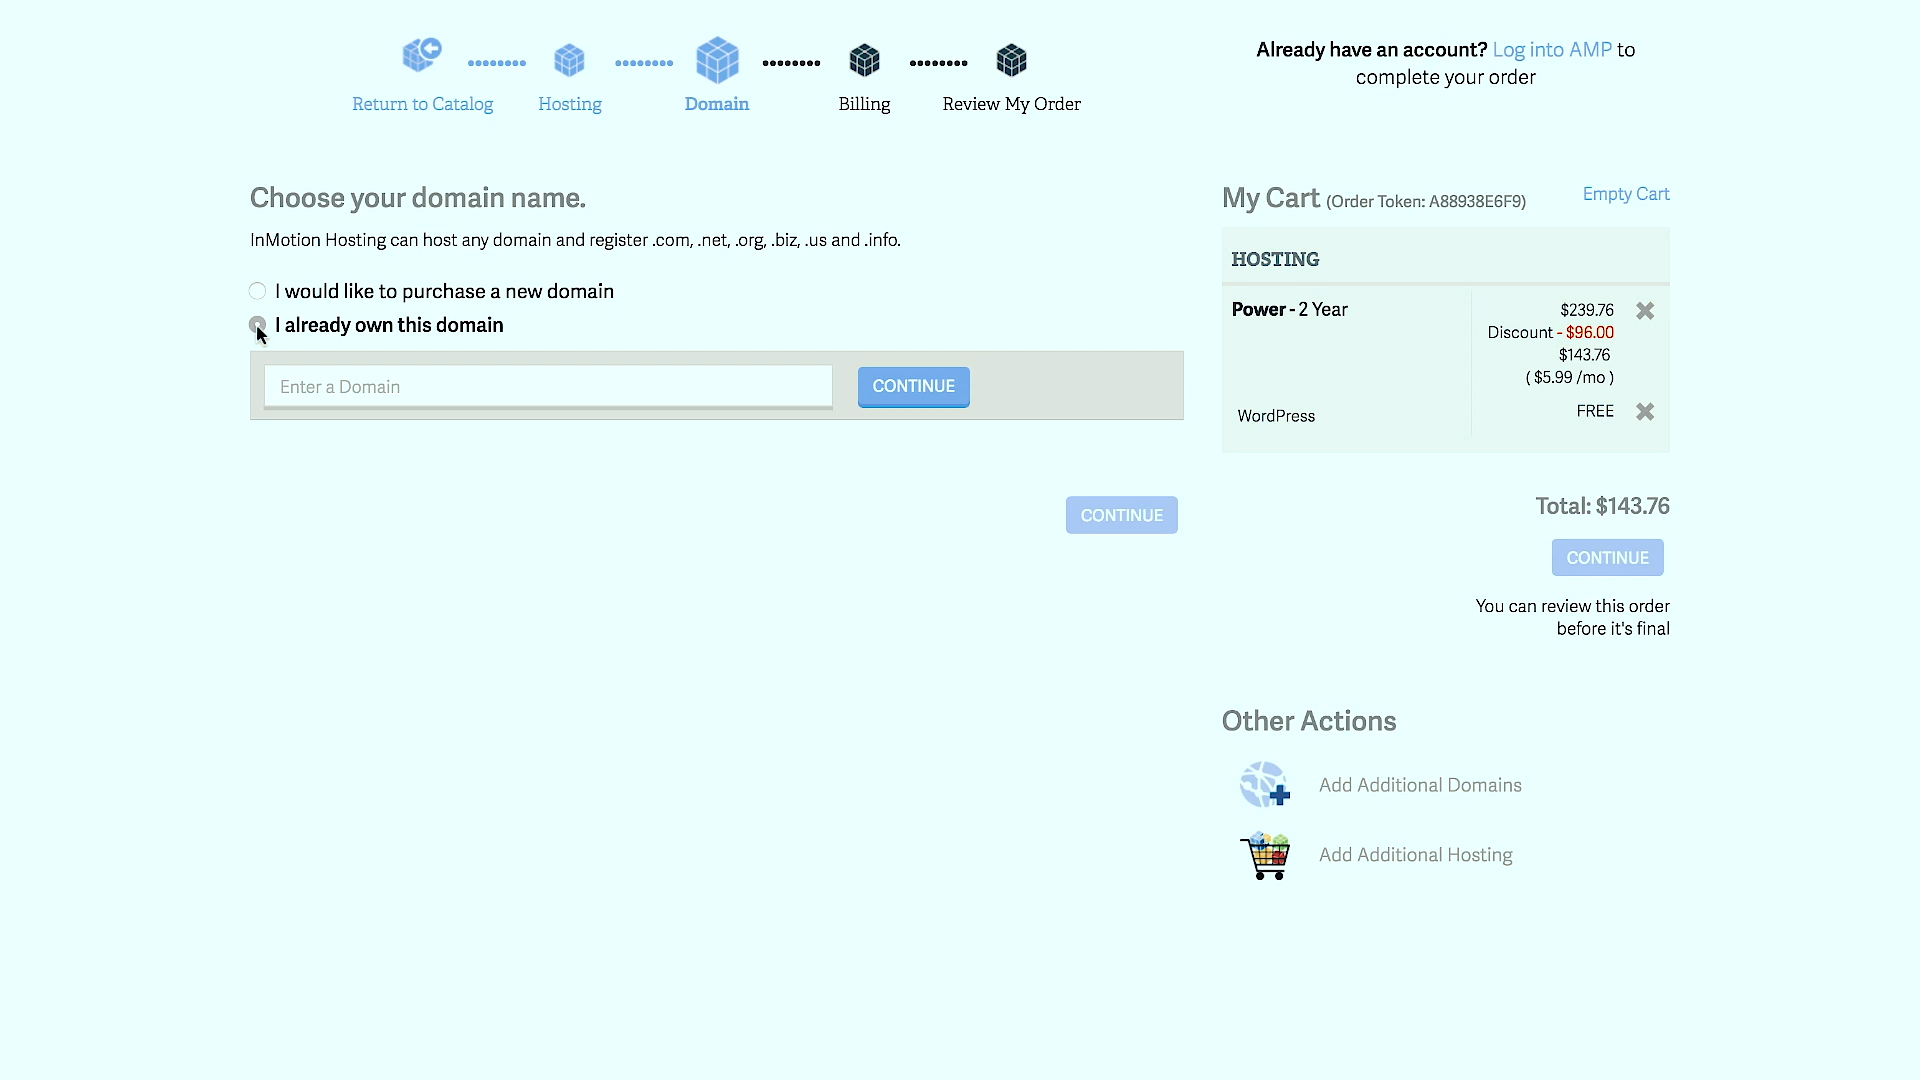 Return to Catalog
Hosting
Domain
Billing
Review My Order
Already have an account? Log into AMP to
complete your order
Choose your domain name.
InMotion Hosting can host any domain and register .com, .net, .org, .biz, .us and .info.
I would like to purchase a new domain
I already own this domain
Enter a Domain
CONTINUE
CONTINUE
My Cart (Order Token: A88938E6F9)
Empty Cart
HOSTING
Power - 2 Year
$239.76
Discount - $96.00
$143.76
( $5.99 /mo )
WordPress
FREE
Total: $143.76
CONTINUE
You can review this order
before it's final
Other Actions
Add Additional Domains
Add Additional Hosting